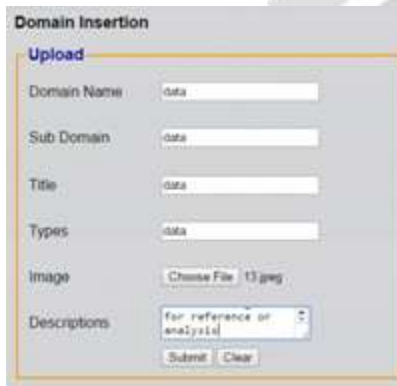 Domain Insertion
Upload
Domain Name data
Sub Domain data
Title data
Types data
Image Choose File 13.jpeg
Descriptions for reference or
analysis
Submit Clear